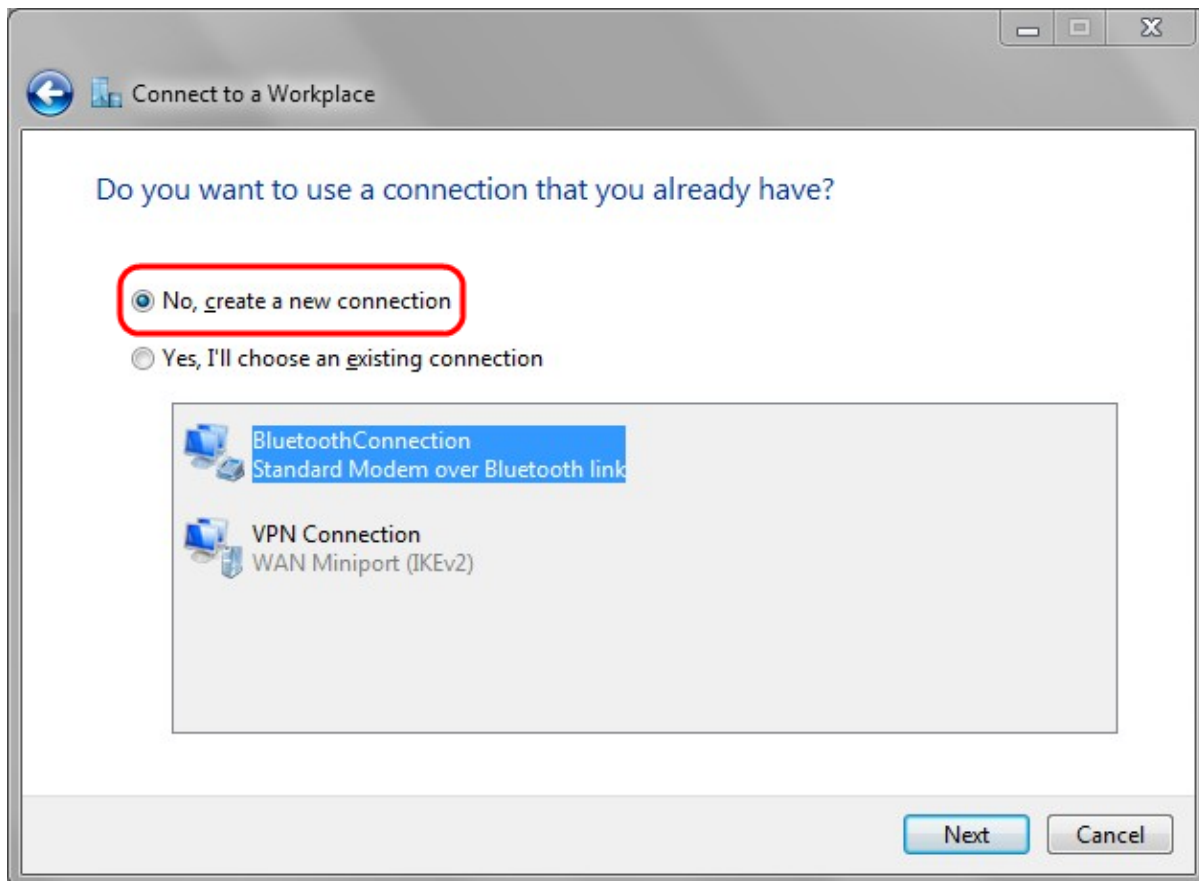 Connect to a Workplace
Do you want to use a connection that you already have?
No, create a new connection
Yes, I'll choose an existing connection
BluetoothConnection
Standard Modem over Bluetooth link
VPN Connection
WAN Miniport (IKEv2)
Next
Cancel